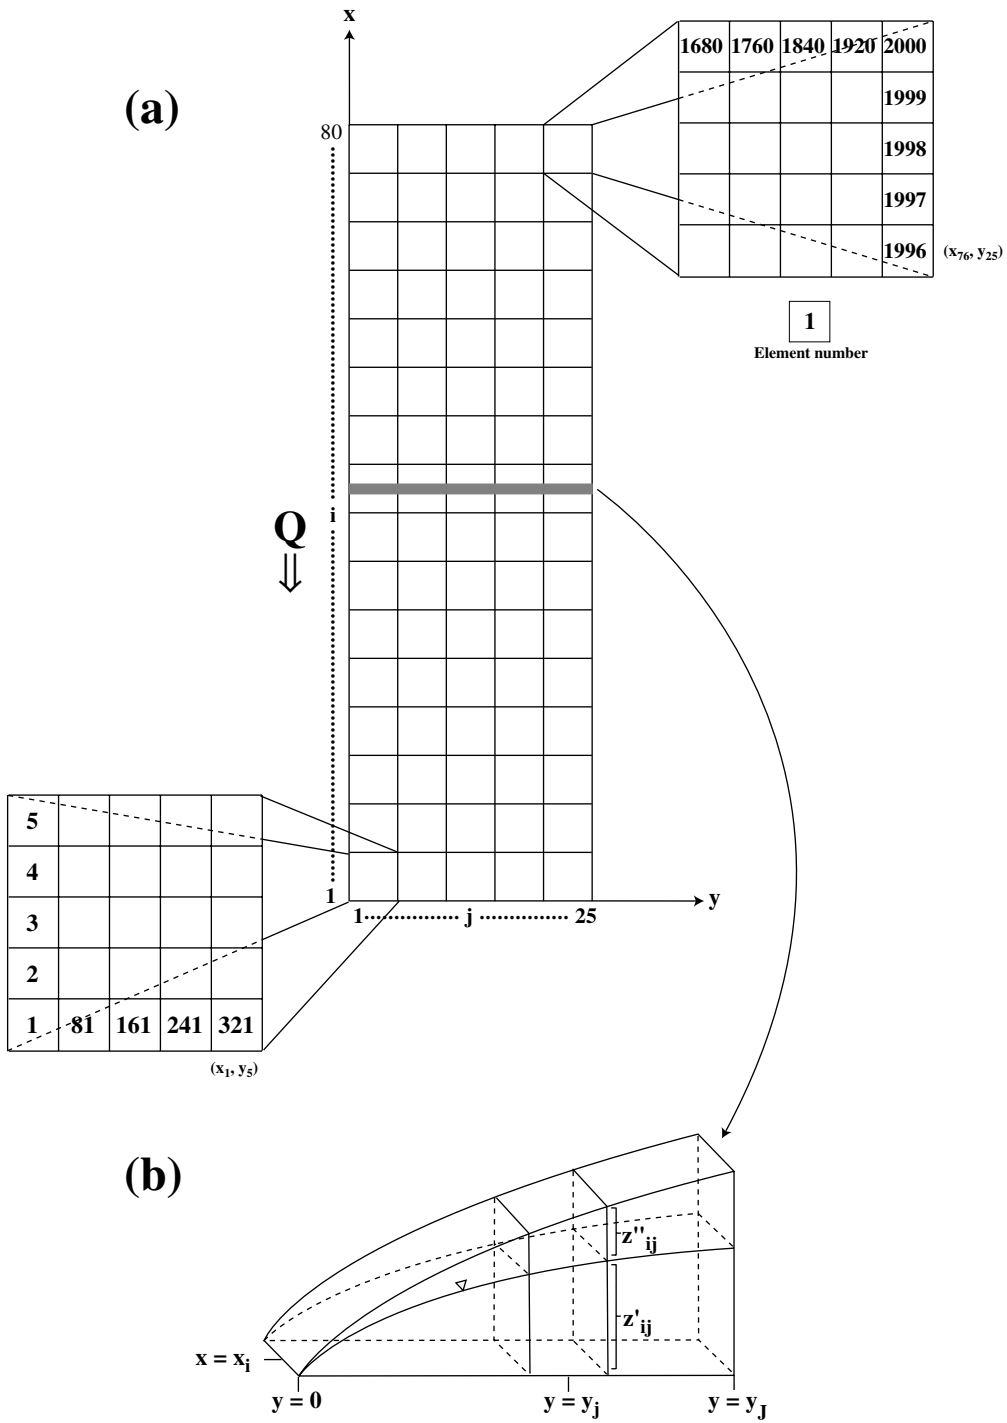 x
(a)
80
1680 1760 1840 1920 2000
1999
1998
1997
1996 (x76, y25)
1
Element number
i
Q
⇓
5
4
3
2
1 81 161 241 321
(x1, y5)
1
y
1 j 25
(b)
z''ij
z'ij
x = xi
y = 0 y = yj y = yJ